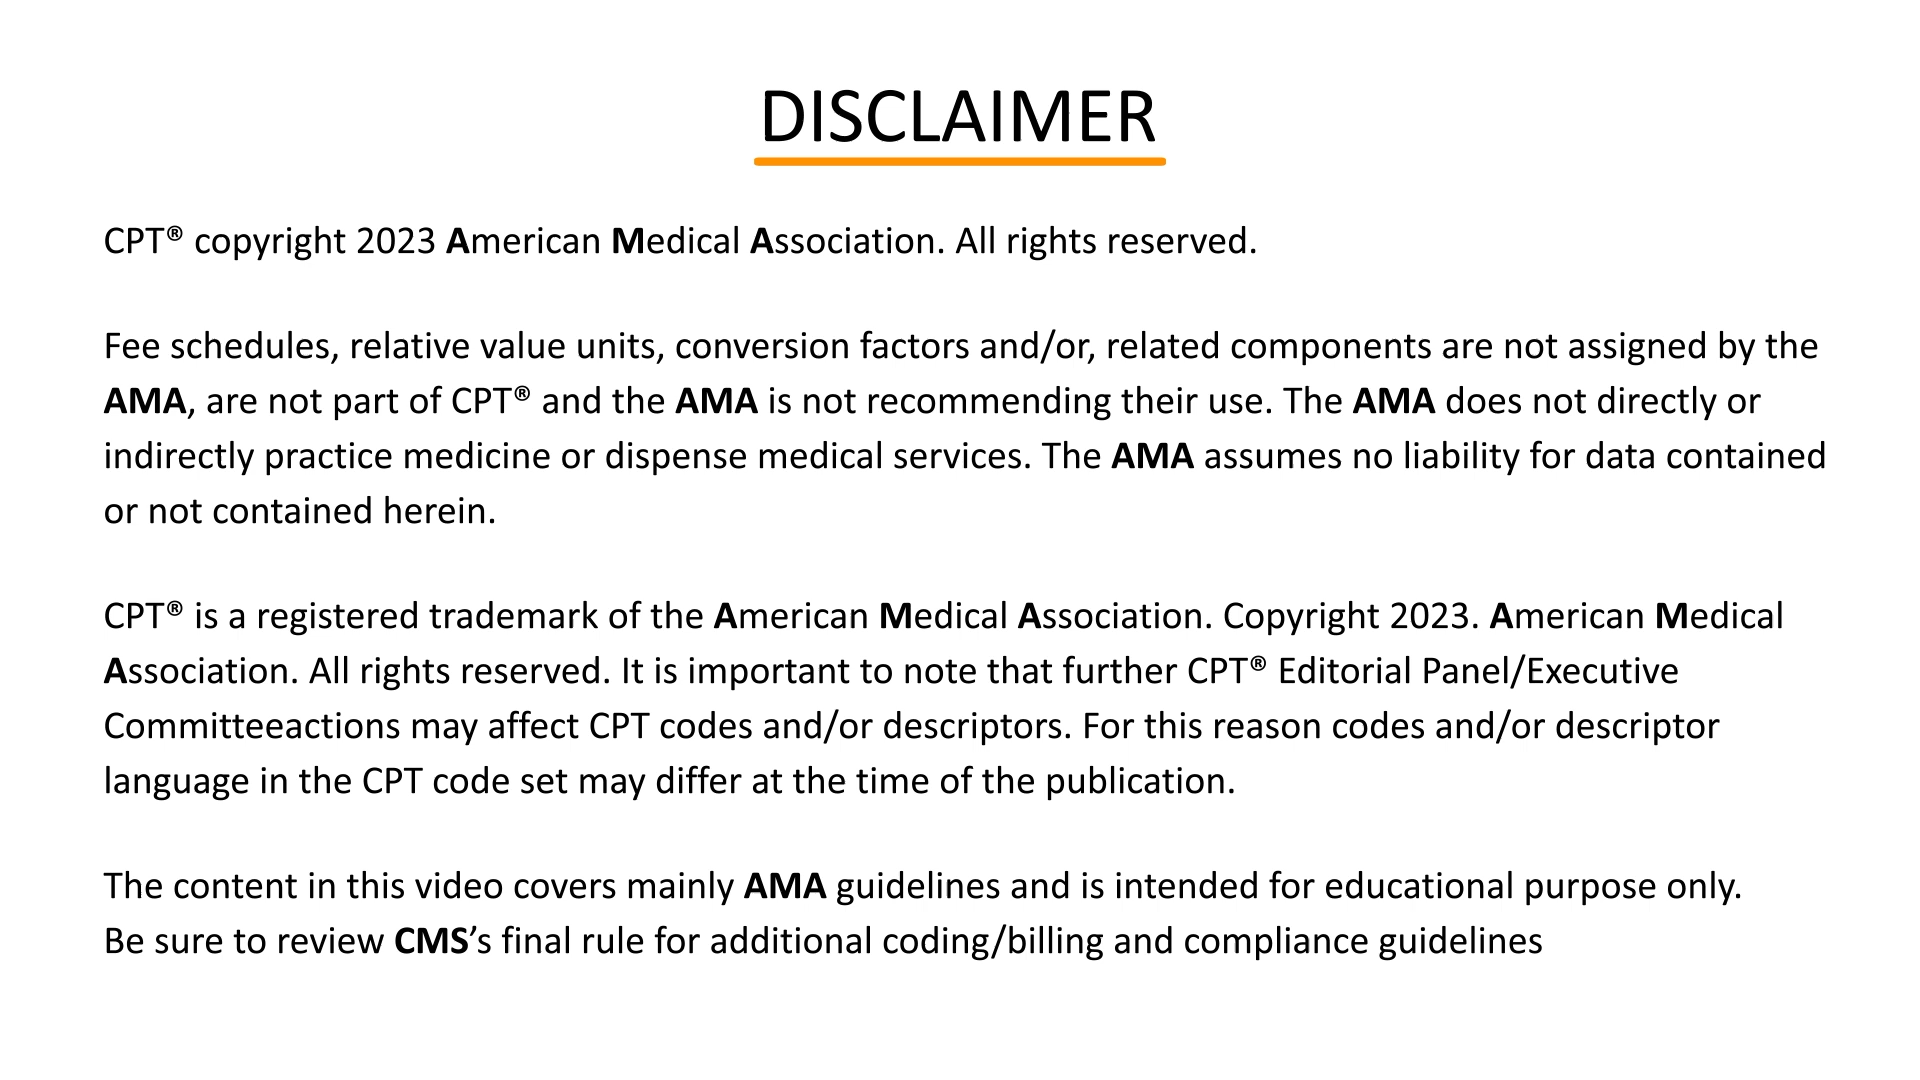 DISCLAIMER
CPT® copyright 2023 American Medical Association. All rights reserved.
Fee schedules, relative value units, conversion factors and/or, related components are not assigned by the
AMA, are not part of CPT® and the AMA is not recommending their use. The AMA does not directly or
indirectly practice medicine or dispense medical services. The AMA assumes no liability for data contained
or not contained herein.
CPT® is a registered trademark of the American Medical Association. Copyright 2023. American Medical
Association. All rights reserved. It is important to note that further CPT® Editorial Panel/Executive
Committeeactions may affect CPT codes and/or descriptors. For this reason codes and/or descriptor
language in the CPT code set may differ at the time of the publication.
The content in this video covers mainly AMA guidelines and is intended for educational purpose only.
Be sure to review CMS’s final rule for additional coding/billing and compliance guidelines